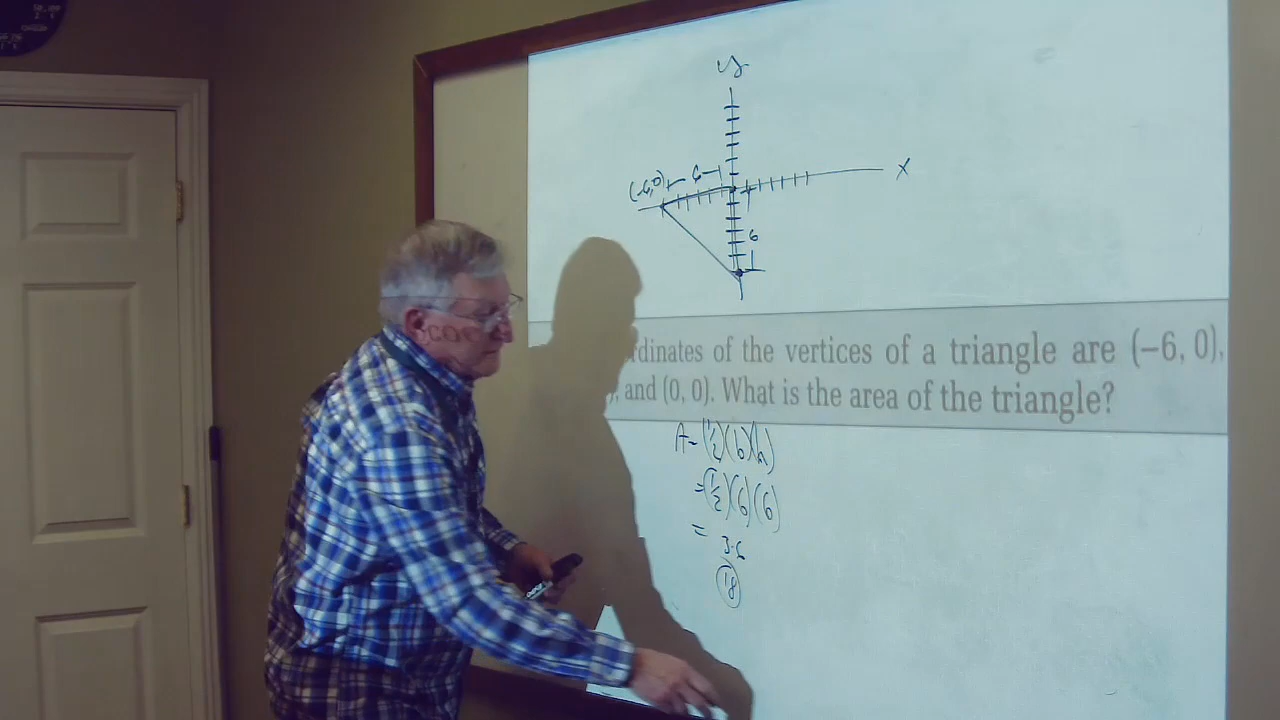 y
x
(-6,0)
6
6
rdinates of the vertices of a triangle are (−6, 0),
), and (0, 0). What is the area of the triangle?
A= (1/2)(b)(h)
=(1/2)(6)(6)
=
3·6
18